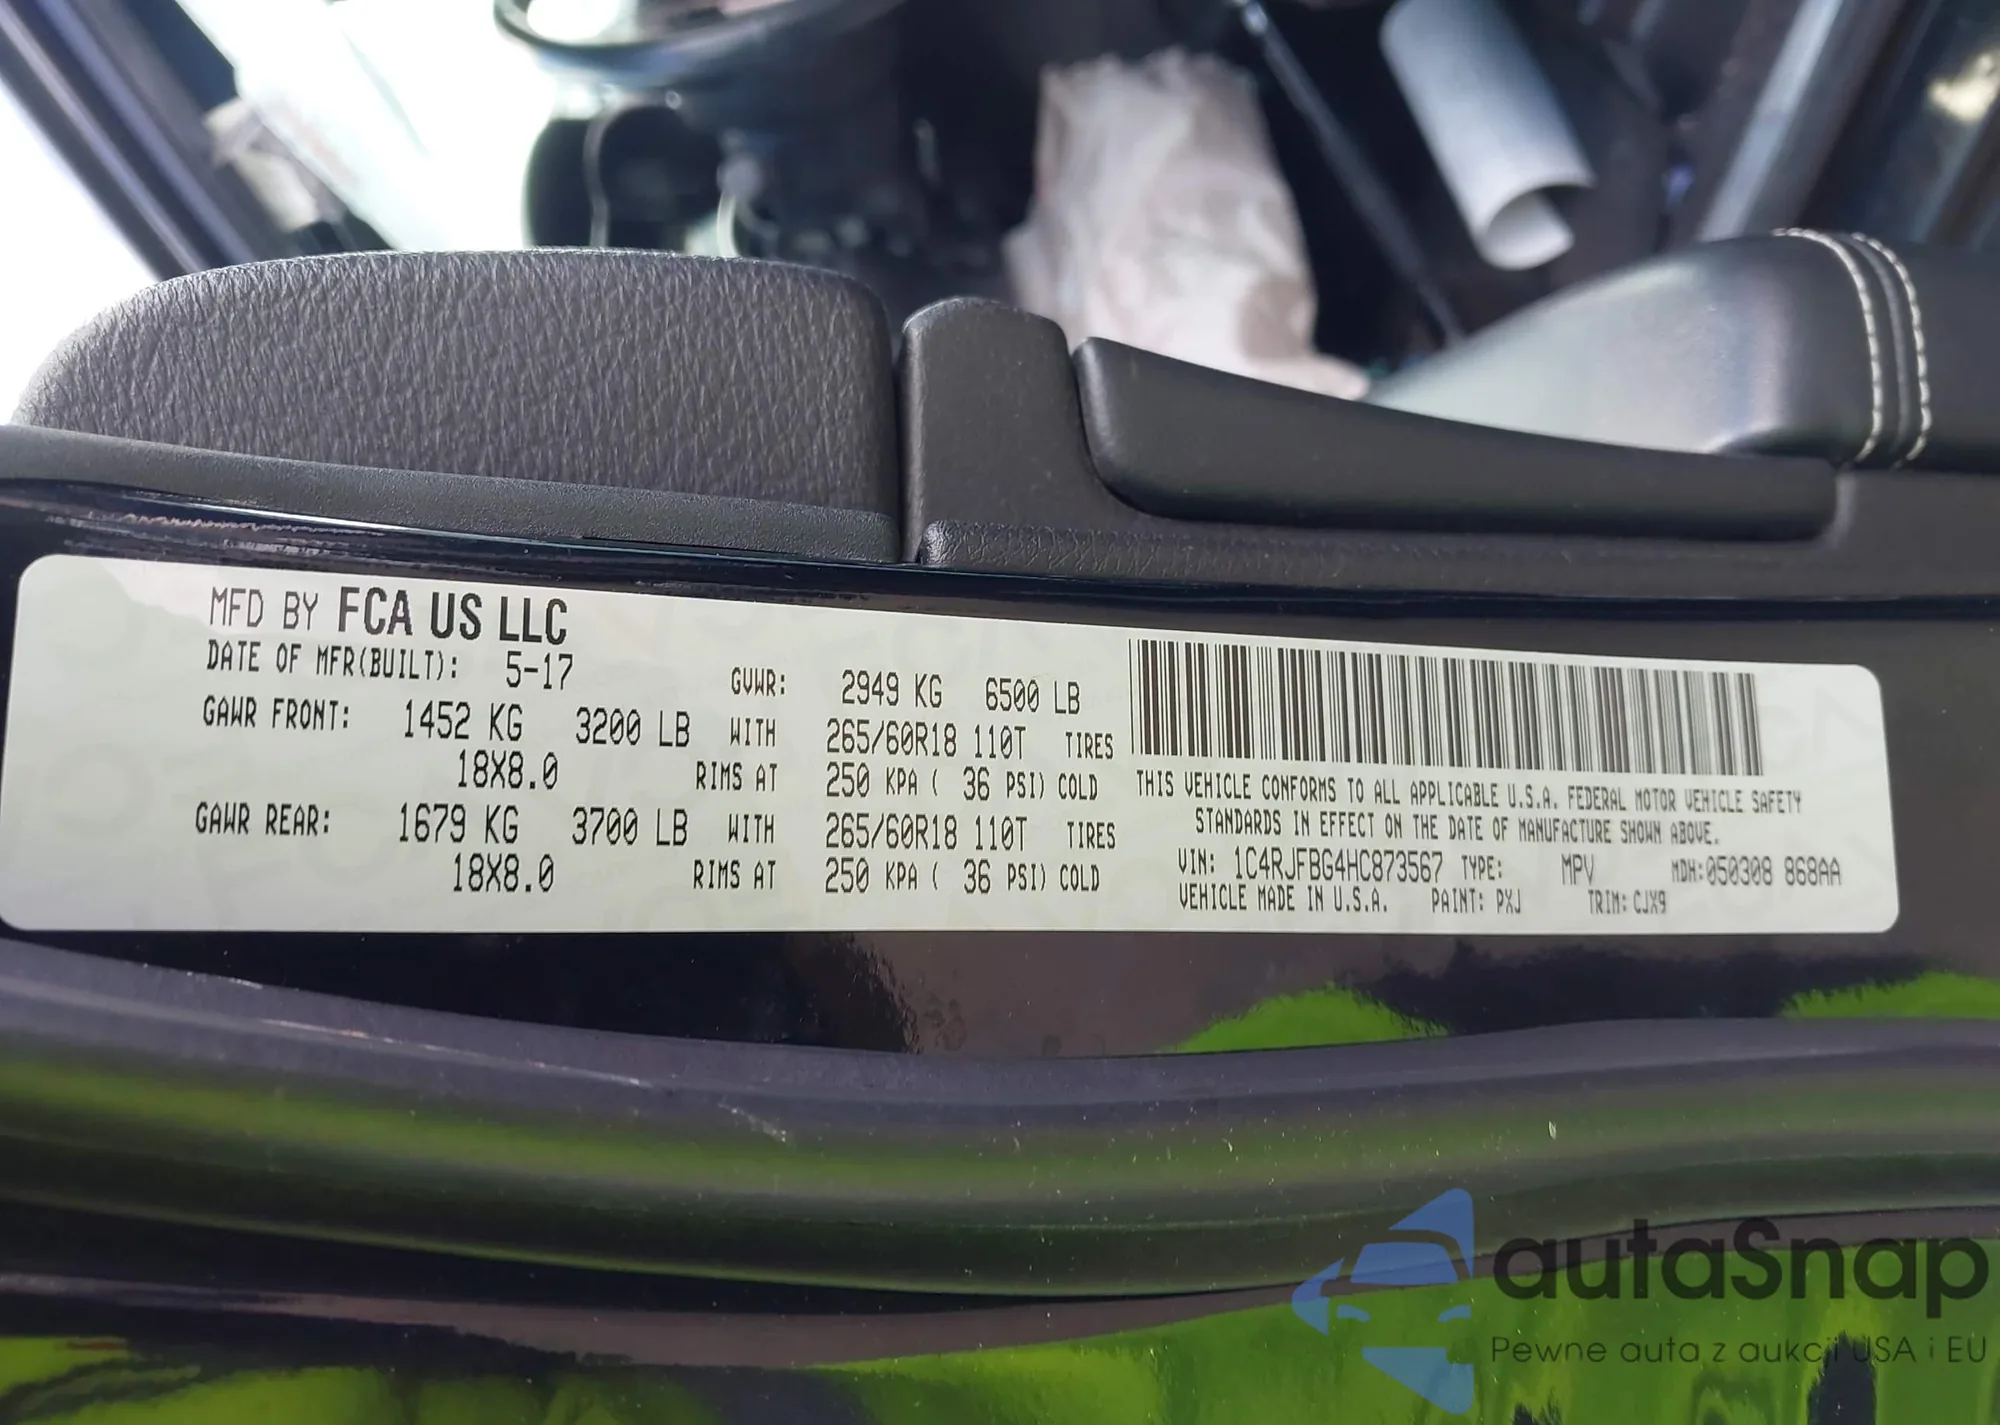 MFD BY FCA US LLC
DATE OF MFR(BUILT): 5-17 GVWR: 2949 KG 6500 LB
GAWR FRONT: 1452 KG 3200 LB WITH 265/60R18 110T TIRES
18X8.0 RIMS AT 250 KPA ( 36 PSI) COLD
GAWR REAR: 1679 KG 3700 LB WITH 265/60R18 110T TIRES
18X8.0 RIMS AT 250 KPA ( 36 PSI) COLD
THIS VEHICLE CONFORMS TO ALL APPLICABLE U.S.A. FEDERAL MOTOR VEHICLE SAFETY
STANDARDS IN EFFECT ON THE DATE OF MANUFACTURE SHOWN ABOVE.
VIN: 1C4RJFBG4HC873567 TYPE: MPV MDH:050308 868AA
VEHICLE MADE IN U.S.A. PAINT: PXJ TRIM: CJX9
autaSnap
Pewne auta z aukcji USA i EU